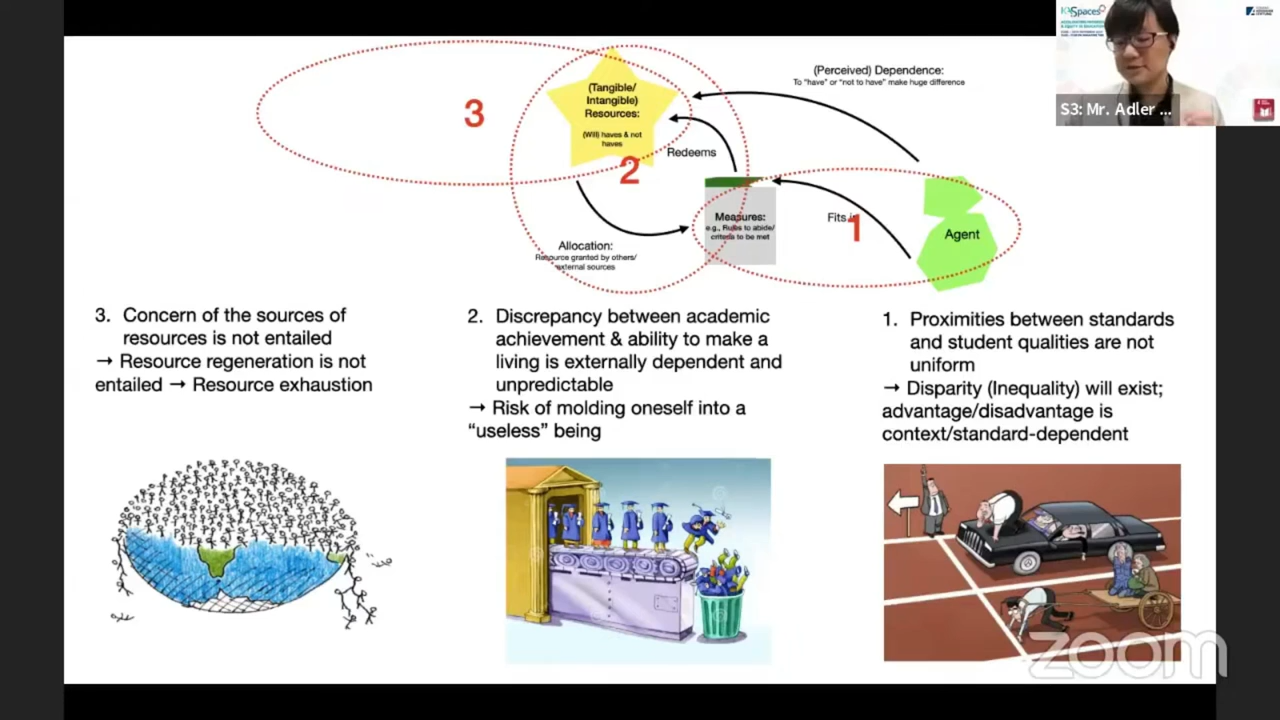 K4Spaces
S3: Mr. Adler ...
(Perceived) Dependence:
To "have" or "not to have" make huge difference
3
(Tangible/
Intangible)
Resources:
(Will) haves & not
haves
2
Redeems
Measures:
e.g., Rules to abide/
criteria to be met
Fits in
1
Agent
Allocation:
Resource granted by others/
external sources
3. Concern of the sources of
resources is not entailed
→ Resource regeneration is not
entailed → Resource exhaustion
2. Discrepancy between academic
achievement & ability to make a
living is externally dependent and
unpredictable
→ Risk of molding oneself into a
“useless” being
1. Proximities between standards
and student qualities are not
uniform
→ Disparity (Inequality) will exist;
advantage/disadvantage is
context/standard-dependent
zoom